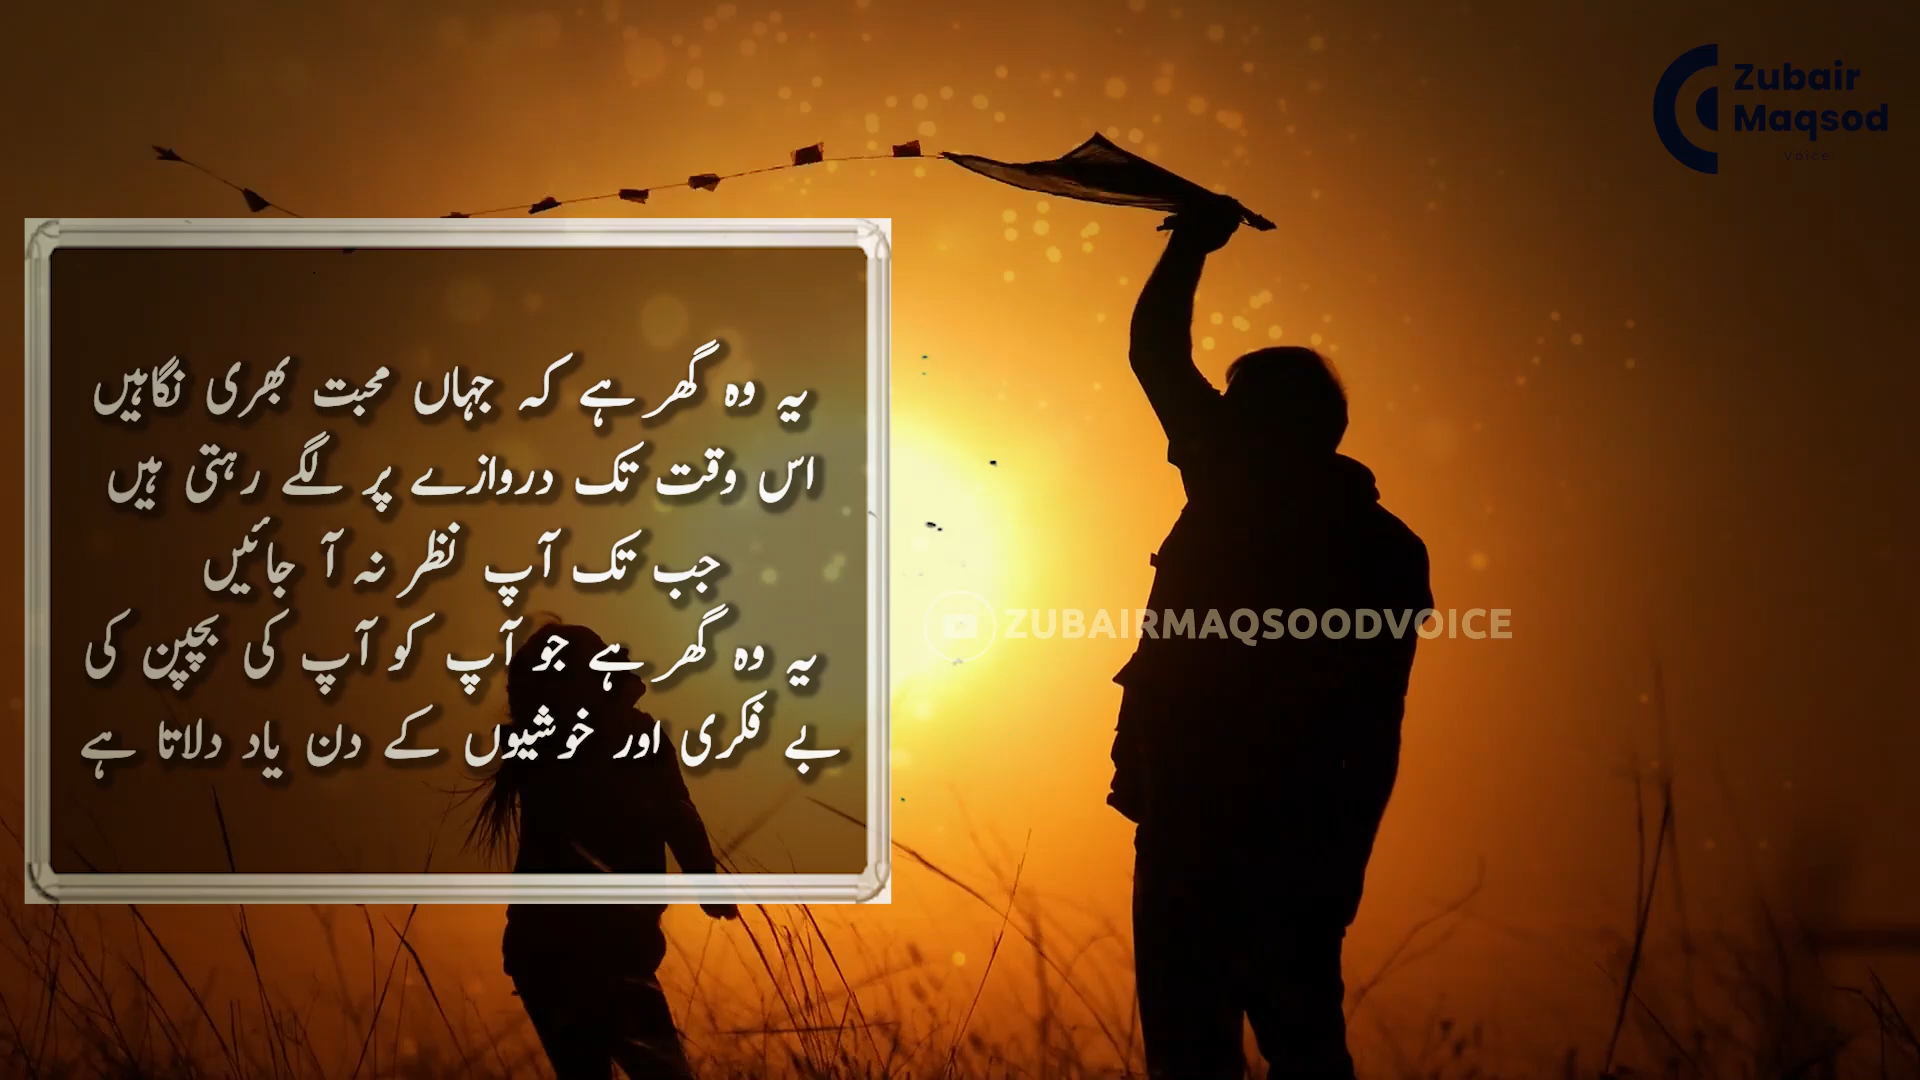 Zubair
Maqsod
Voice
یہ وہ گھر ہے کہ جہاں محبت بھری نگاہیں
اس وقت تک دروازے پر لگے رہتی ہیں
جب تک آپ نظر نہ آ جائیں
یہ وہ گھر ہے جو آپ کو آپ کی بچپن کی
بے فکری اور خوشیوں کے دن یاد دلاتا ہے
ZUBAIRMAQSOODVOICE